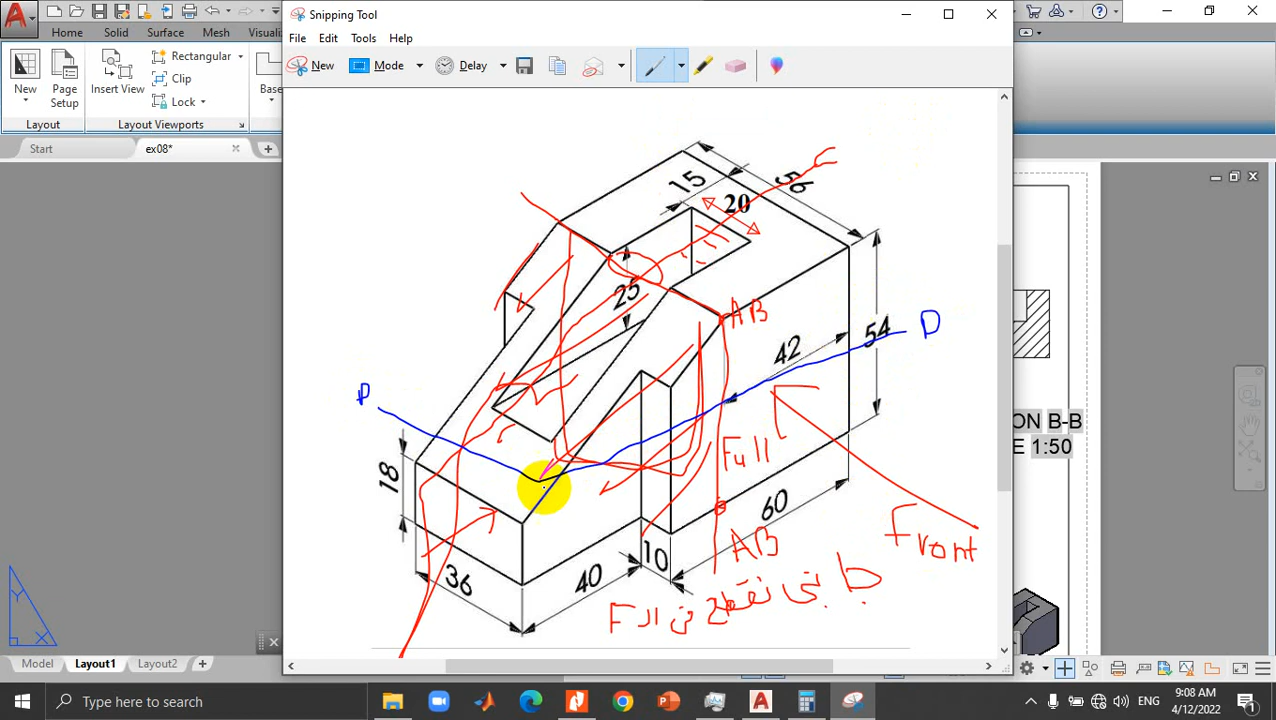 Snipping Tool
Home Solid Surface Mesh Visuali
File Edit Tools Help
New Mode Delay
New
Page Setup
Insert View
Rectangular
Clip
Lock
Base
Layout
Layout Viewports
Start
ex08*
56
15
20
25
AB
54
42
D
18
Full
60
Front
AB
10
36
40
ON B-B
E 1:50
Y
X
Model Layout1 Layout2
Type here to search
ENG
9:08 AM
4/12/2022
1